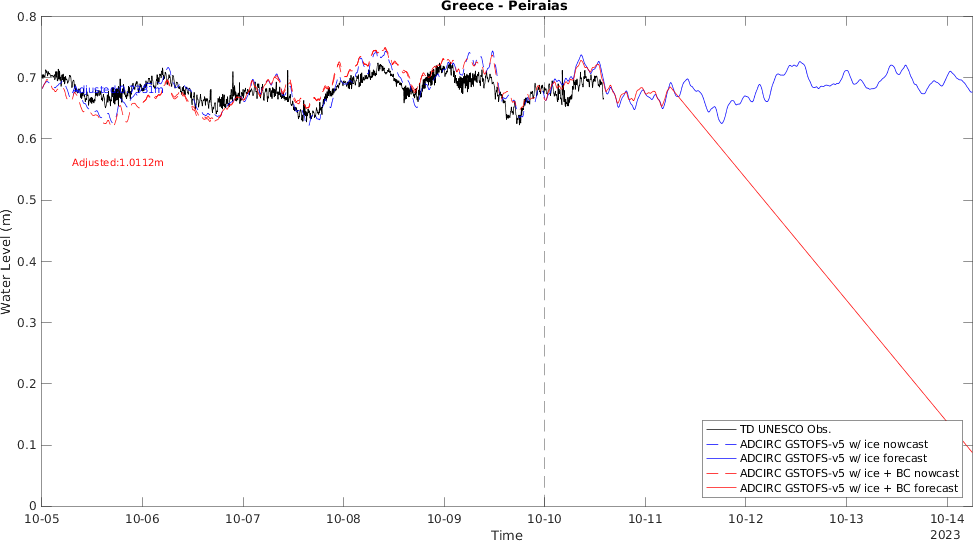 Greece - Peiraias
Water Level (m)
0.8
0.7
0.6
0.5
0.4
0.3
0.2
0.1
0
Adjusted:1.0112m
TD UNESCO Obs.
ADCIRC GSTOFS-v5 w/ ice nowcast
ADCIRC GSTOFS-v5 w/ ice forecast
ADCIRC GSTOFS-v5 w/ ice + BC nowcast
ADCIRC GSTOFS-v5 w/ ice + BC forecast
10-05 10-06 10-07 10-08 10-09 10-10 10-11 10-12 10-13 10-14
2023
Time